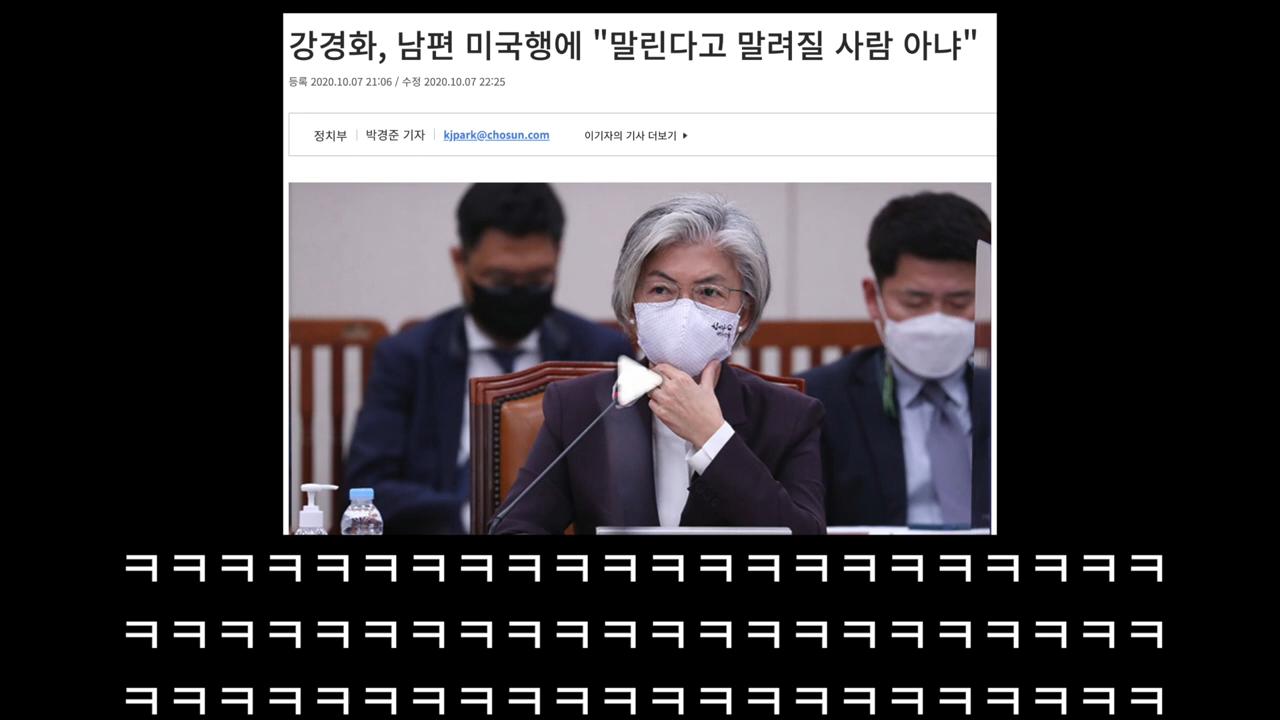 강경화, 남편 미국행에 "말린다고 말려질 사람 아냐"
등록 2020.10.07 21:06 / 수정 2020.10.07 22:25
정치부 박경준 기자 kjpark@chosun.com 이기자의 기사 더보기
ㅋㅋㅋㅋㅋㅋㅋㅋㅋㅋㅋㅋㅋㅋㅋㅋㅋㅋㅋㅋㅋㅋ
ㅋㅋㅋㅋㅋㅋㅋㅋㅋㅋㅋㅋㅋㅋㅋㅋㅋㅋㅋㅋㅋㅋ
ㅋㅋㅋㅋㅋㅋㅋㅋㅋㅋㅋㅋㅋㅋㅋㅋㅋㅋㅋㅋㅋㅋ